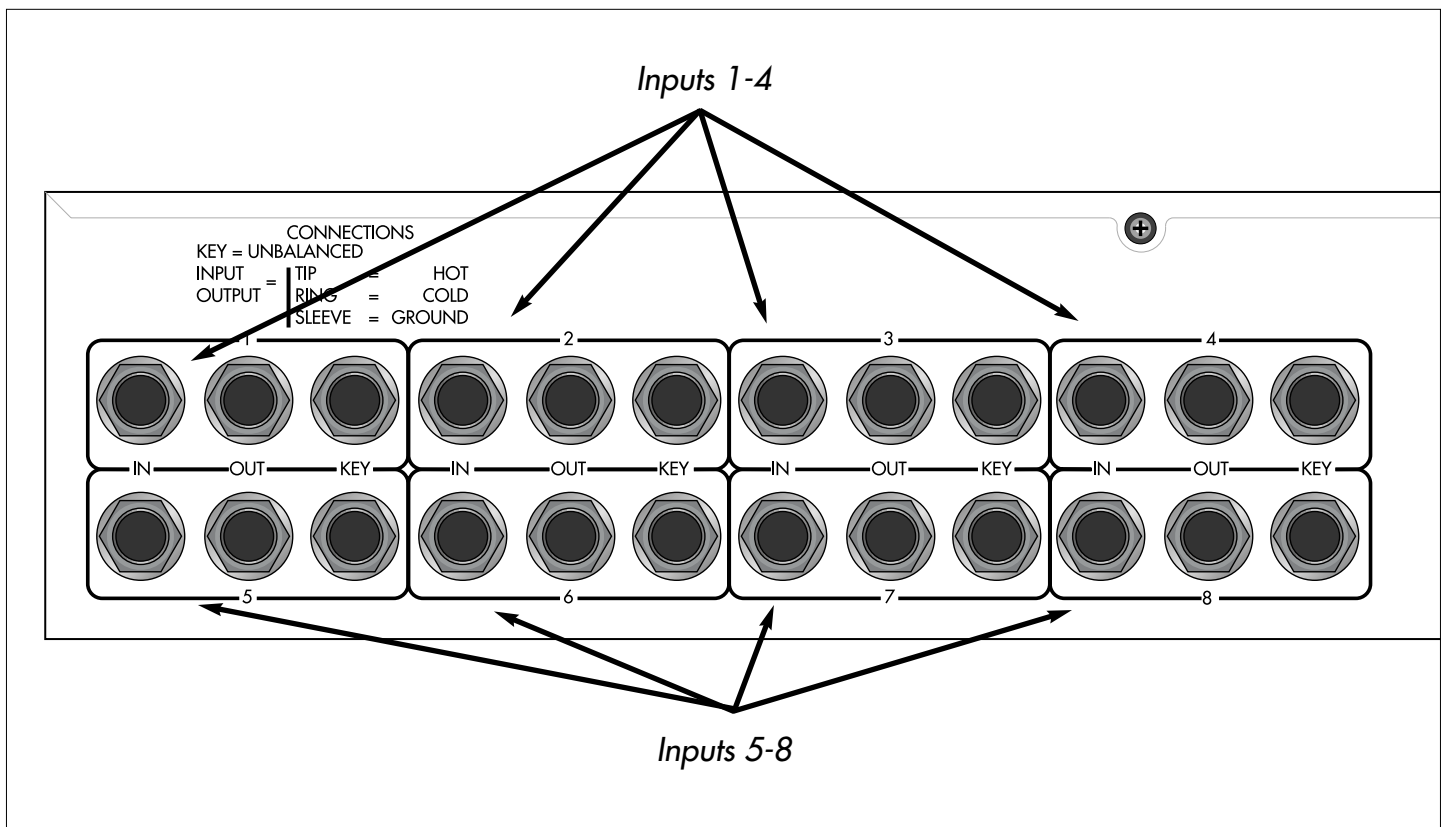 Inputs 1-4
CONNECTIONS
KEY = UNBALANCED
INPUT = TIP = HOT
OUTPUT RING = COLD
SLEEVE = GROUND
1 2 3 4
IN OUT KEY IN OUT KEY IN OUT KEY IN OUT KEY
5 6 7 8
Inputs 5-8